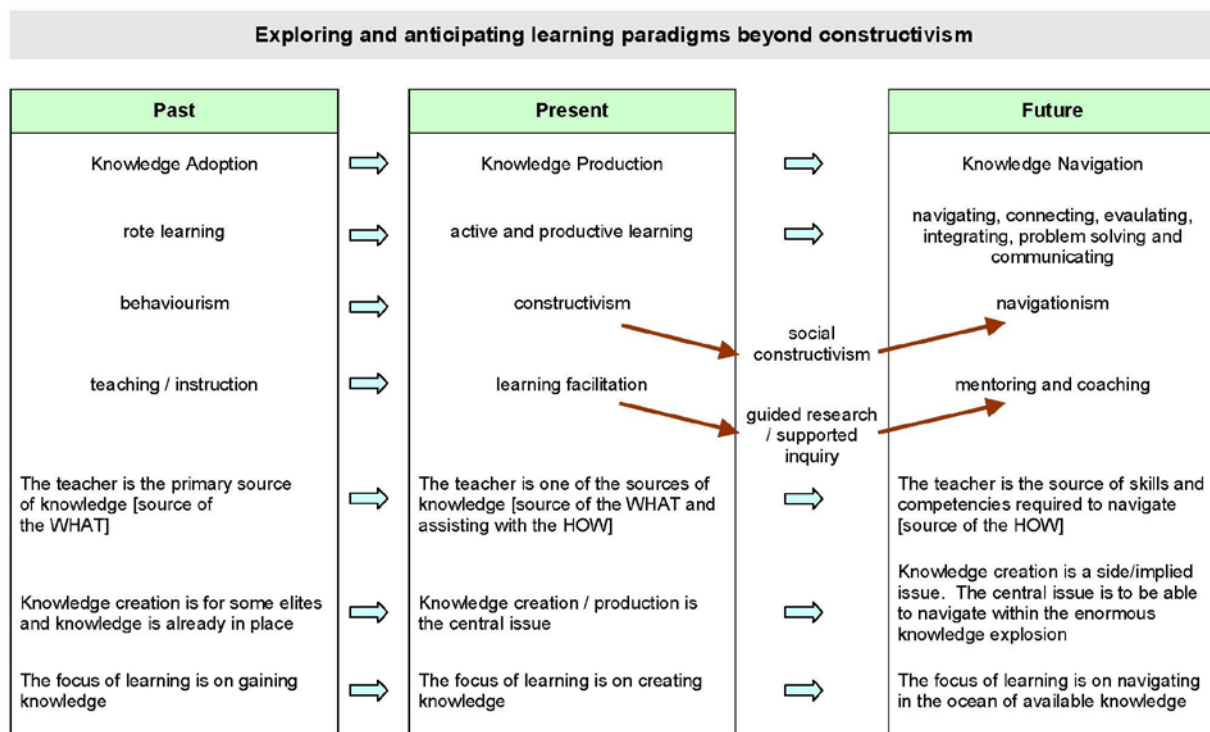 Exploring and anticipating learning paradigms beyond constructivism
Past
Present
Future
Knowledge Adoption
Knowledge Production
Knowledge Navigation
rote learning
active and productive learning
navigating, connecting, evaulating,
integrating, problem solving and
communicating
behaviourism
constructivism
social
constructivism
navigationism
teaching / instruction
learning facilitation
guided research
/ supported
inquiry
mentoring and coaching
The teacher is the primary source
of knowledge [source of
the WHAT]
The teacher is one of the sources of
knowledge [source of the WHAT and
assisting with the HOW]
The teacher is the source of skills and
competencies required to navigate
[source of the HOW]
Knowledge creation is for some elites
and knowledge is already in place
Knowledge creation / production is
the central issue
Knowledge creation is a side/implied
issue. The central issue is to be able
to navigate within the enormous
knowledge explosion
The focus of learning is on gaining
knowledge
The focus of learning is on creating
knowledge
The focus of learning is on navigating
in the ocean of available knowledge